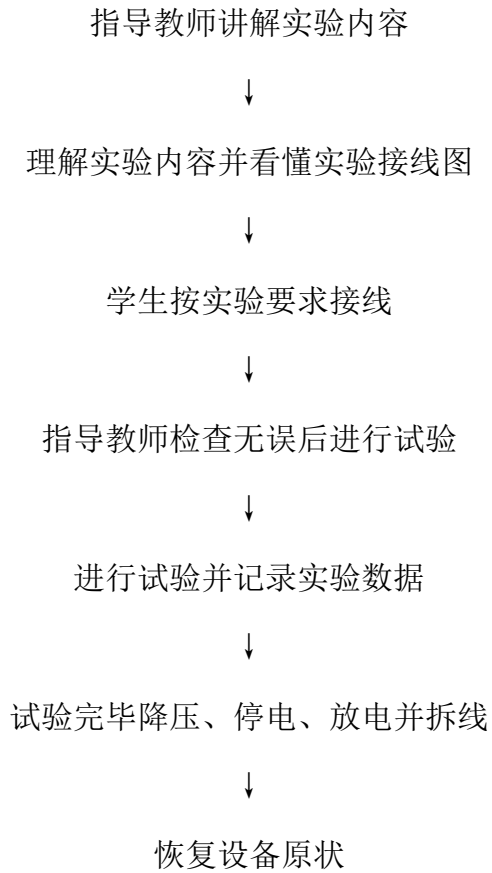 指导教师讲解实验内容
↓
理解实验内容并看懂实验接线图
↓
学生按实验要求接线
↓
指导教师检查无误后进行试验
↓
进行试验并记录实验数据
↓
试验完毕降压、停电、放电并拆线
↓
恢复设备原状